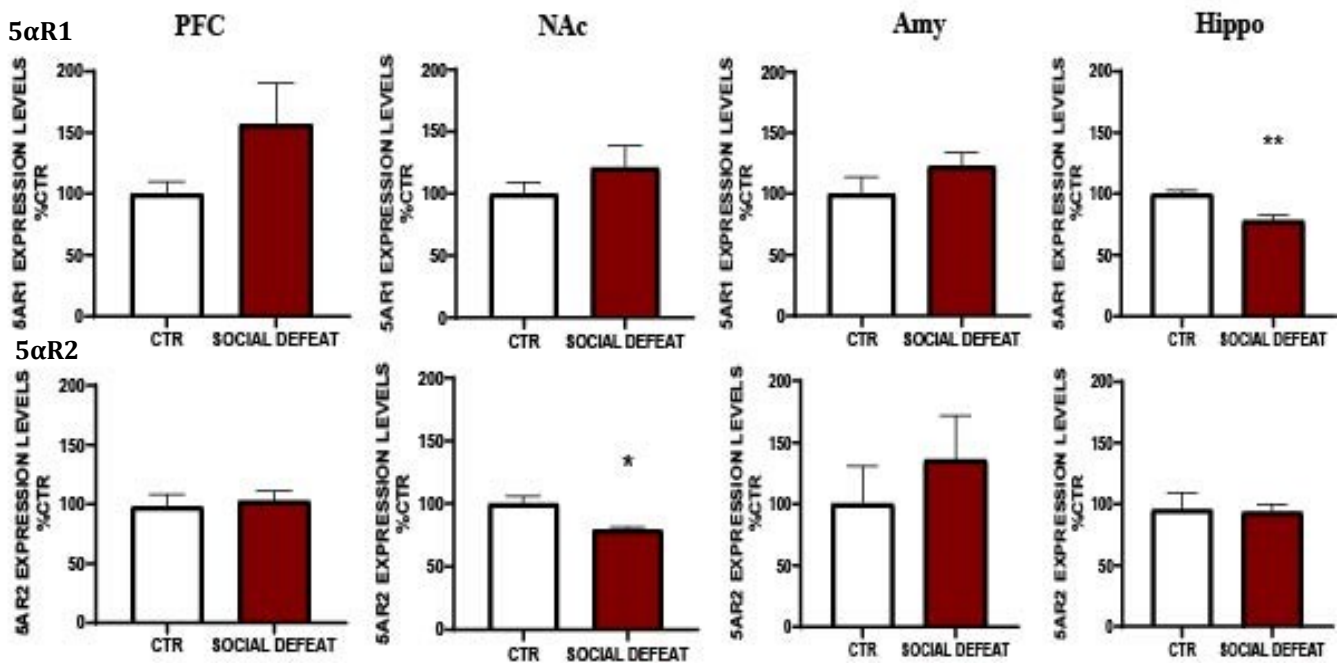 5αR1
PFC
NAc
Amy
Hippo
5AR1 EXPRESSION LEVELS
%CTR
200
150
100
50
0
CTR
SOCIAL DEFEAT
5AR1 EXPRESSION LEVELS
%CTR
200
150
100
50
0
CTR
SOCIAL DEFEAT
5AR1 EXPRESSION LEVELS
%CTR
200
150
100
50
0
CTR
SOCIAL DEFEAT
5AR1 EXPRESSION LEVELS
%CTR
200
150
100
50
0
**
CTR
SOCIAL DEFEAT
5αR2
5AR2 EXPRESSION LEVELS
%CTR
200
150
100
50
0
CTR
SOCIAL DEFEAT
5AR2 EXPRESSION LEVELS
%CTR
200
150
100
50
0
*
CTR
SOCIAL DEFEAT
5AR2 EXPRESSION LEVELS
%CTR
200
150
100
50
0
CTR
SOCIAL DEFEAT
5AR2 EXPRESSION LEVELS
%CTR
200
150
100
50
0
CTR
SOCIAL DEFEAT